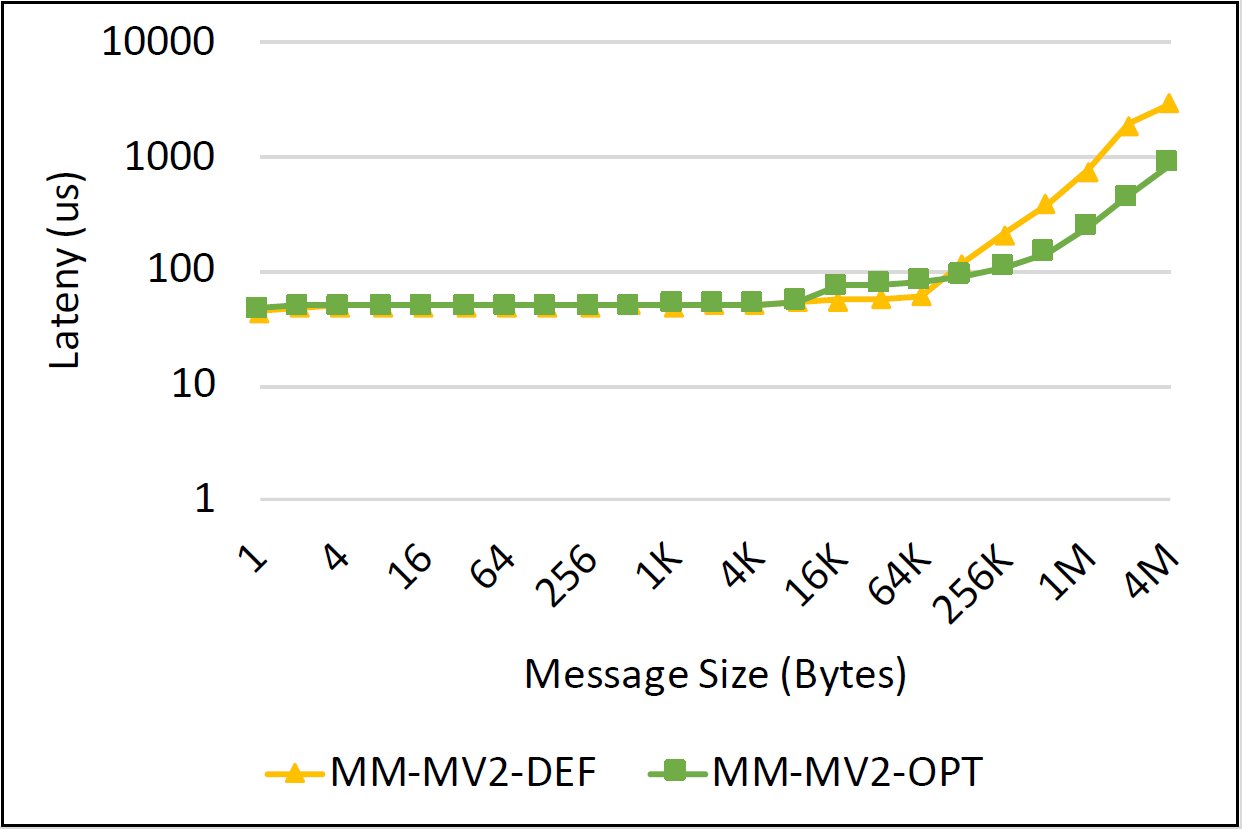 10000
1000
100
10
1
Lateny (us)
1
4
16
64
256
1K
4K
16K
64K
256K
1M
4M
Message Size (Bytes)
MM-MV2-DEF
MM-MV2-OPT